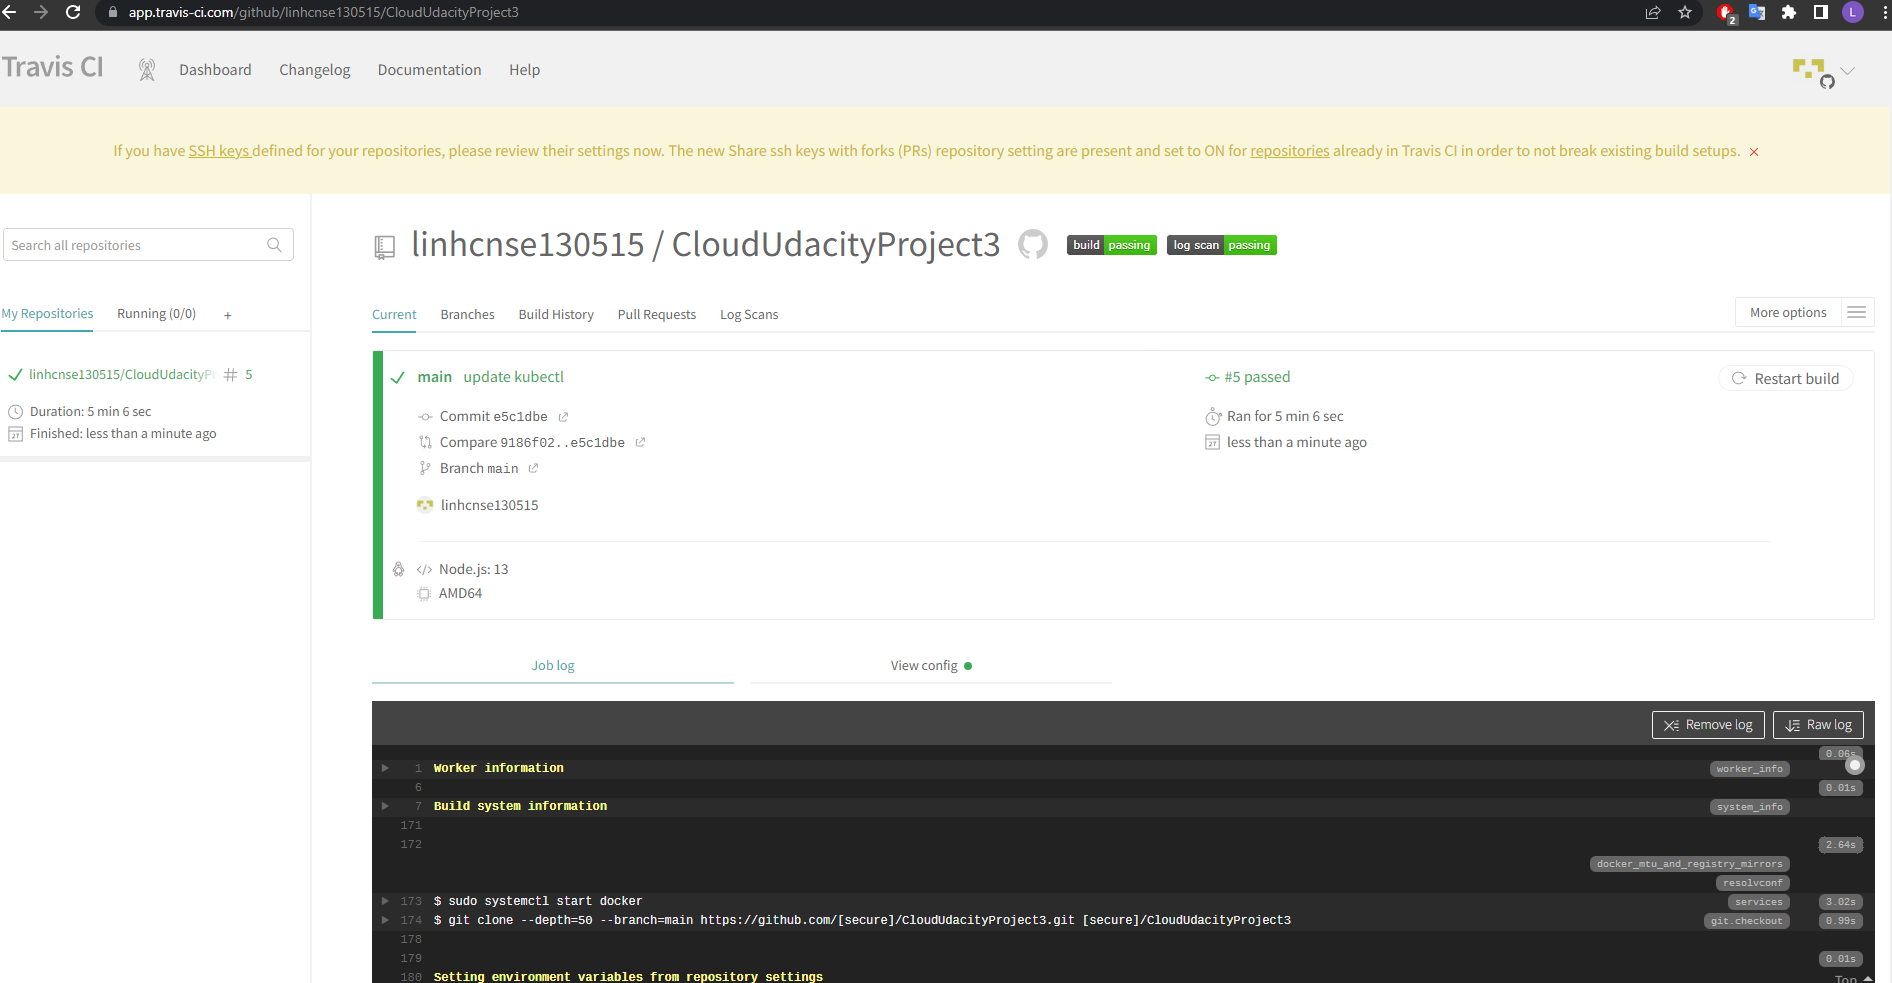 app.travis-ci.com/github/linhcnse130515/CloudUdacityProject3
2
L
Travis CI
Dashboard
Changelog
Documentation
Help
If you have SSH keys defined for your repositories, please review their settings now. The new Share ssh keys with forks (PRs) repository setting are present and set to ON for repositories already in Travis CI in order to not break existing build setups.
Search all repositories
linhcnse130515 / CloudUdacityProject3
build passing
log scan passing
My Repositories
Running (0/0)
+
Current
Branches
Build History
Pull Requests
Log Scans
More options
linhcnse130515/CloudUdacityPr
# 5
Duration: 5 min 6 sec
Finished: less than a minute ago
main update kubectl
#5 passed
Restart build
Commit e5c1dbe
Ran for 5 min 6 sec
Compare 9186f02..e5c1dbe
less than a minute ago
Branch main
linhcnse130515
</> Node.js: 13
AMD64
Job log
View config
Remove log
Raw log
0.06s
1 Worker information
worker_info
6
0.01s
7 Build system information
system_info
171
172
2.64s
docker_mtu_and_registry_mirrors
resolvconf
173 $ sudo systemctl start docker
services
3.02s
174 $ git clone --depth=50 --branch=main https://github.com/[secure]/CloudUdacityProject3.git [secure]/CloudUdacityProject3
git.checkout
0.99s
178
179
0.01s
180 Setting environment variables from repository settings
Top